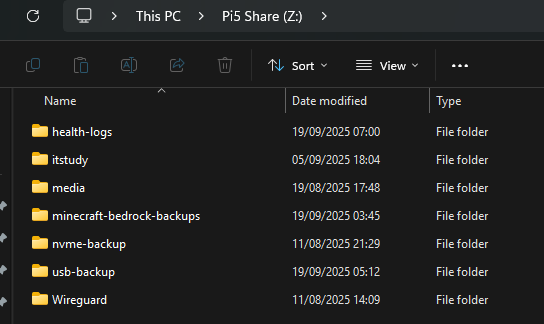 This PC > Pi5 Share (Z:) >
Sort View ...
Name Date modified Type
health-logs 19/09/2025 07:00 File folder
itstudy 05/09/2025 18:04 File folder
media 19/08/2025 17:48 File folder
minecraft-bedrock-backups 19/09/2025 03:45 File folder
nvme-backup 11/08/2025 21:29 File folder
usb-backup 19/09/2025 05:12 File folder
Wireguard 11/08/2025 14:09 File folder